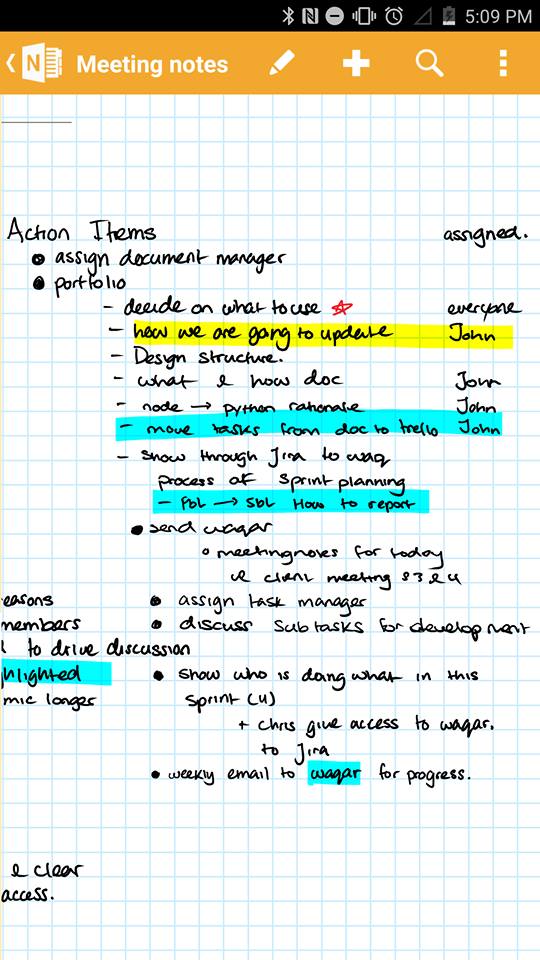 5:09 PM
Meeting notes
Action Items assigned.
assign document manager
portfolio
- decide on what to use everyone
- how we are going to update John
- Design structure.
- what & how doc John
- node → python rationale John
- move tasks from doc to trello John
- show through Jira to waq
process of sprint planning
- PbL → SbL How to report
send waqar
meeting notes for today
& client meeting s3 & 4
easons
assign task manager
members
discuss subtasks for development
to drive discussion
hlighted
show who is doing what in this
mic longer
sprint (4)
+ chris give access to waqar.
to Jira
weekly email to waqar for progress.
& clear
access.